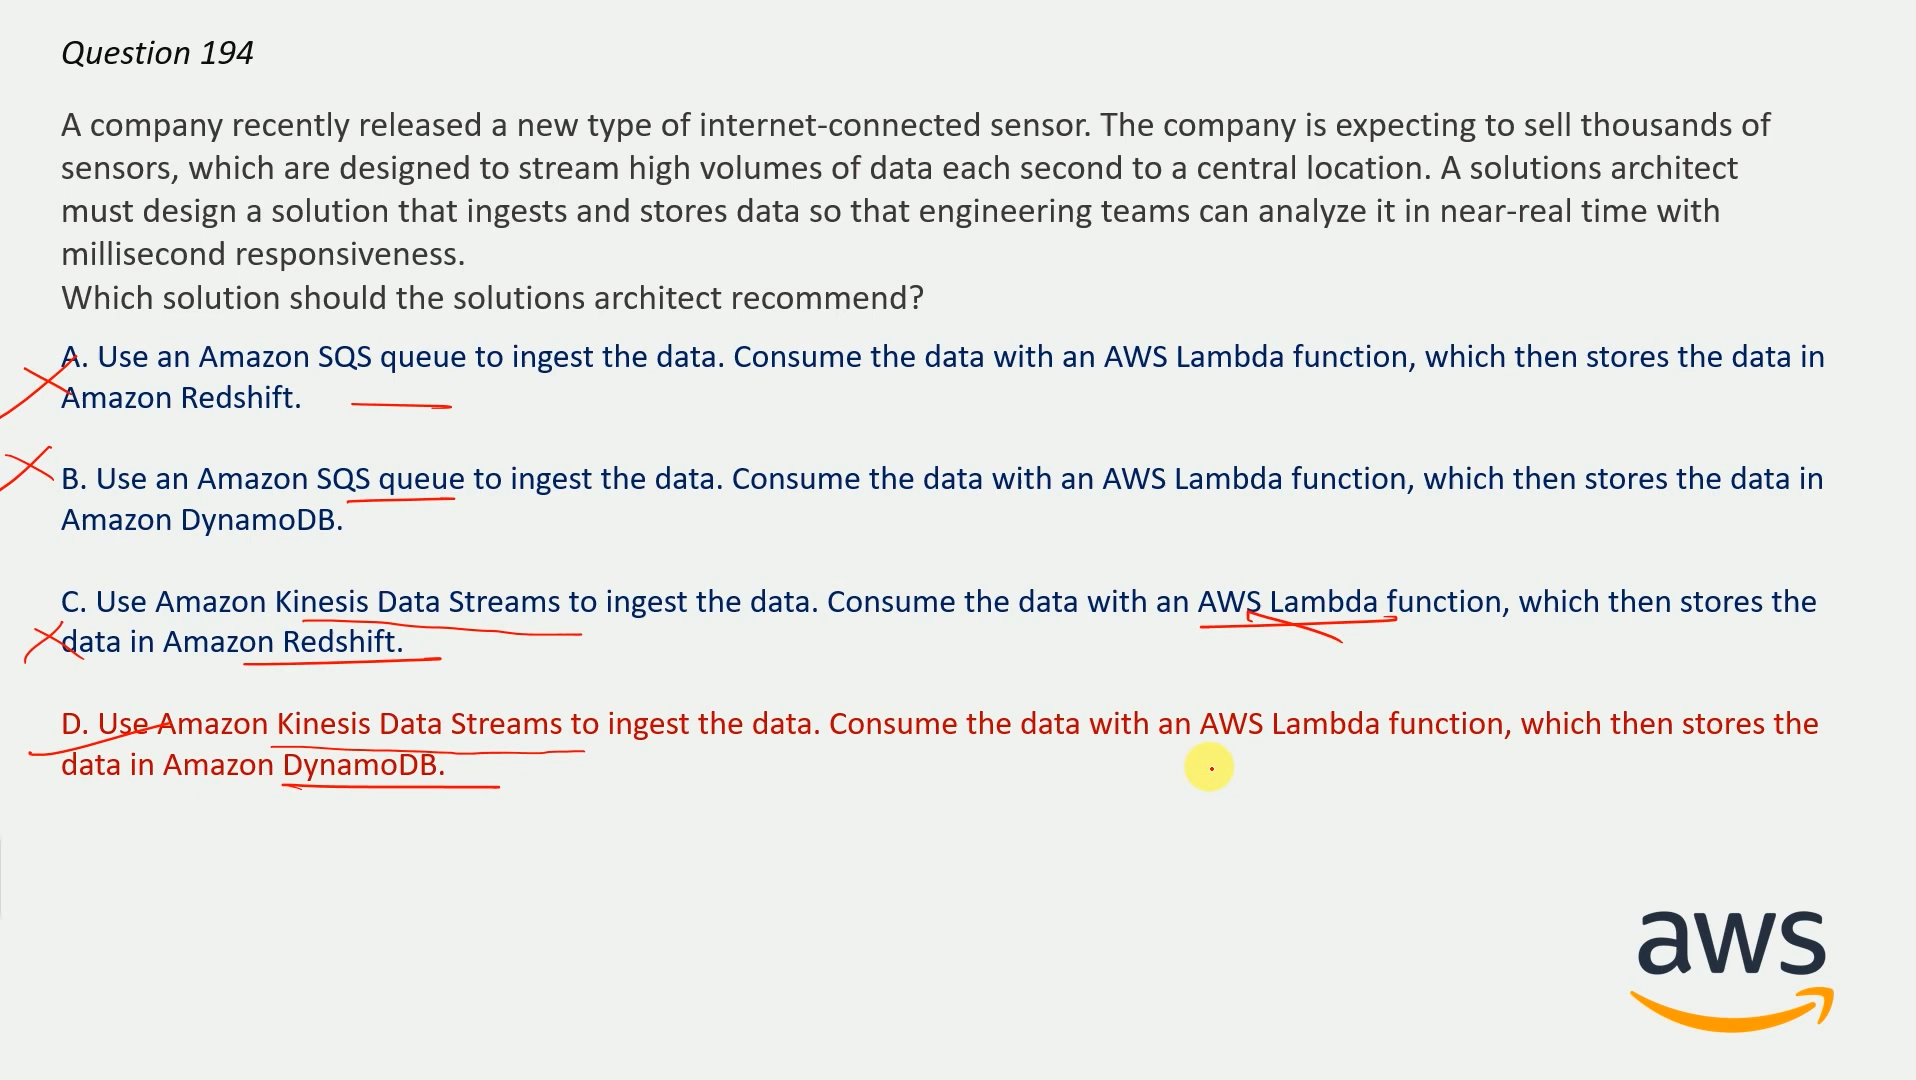 Question 194
A company recently released a new type of internet-connected sensor. The company is expecting to sell thousands of
sensors, which are designed to stream high volumes of data each second to a central location. A solutions architect
must design a solution that ingests and stores data so that engineering teams can analyze it in near-real time with
millisecond responsiveness.
Which solution should the solutions architect recommend?
A. Use an Amazon SQS queue to ingest the data. Consume the data with an AWS Lambda function, which then stores the data in
Amazon Redshift.
B. Use an Amazon SQS queue to ingest the data. Consume the data with an AWS Lambda function, which then stores the data in
Amazon DynamoDB.
C. Use Amazon Kinesis Data Streams to ingest the data. Consume the data with an AWS Lambda function, which then stores the
data in Amazon Redshift.
D. Use Amazon Kinesis Data Streams to ingest the data. Consume the data with an AWS Lambda function, which then stores the
data in Amazon DynamoDB.
aws